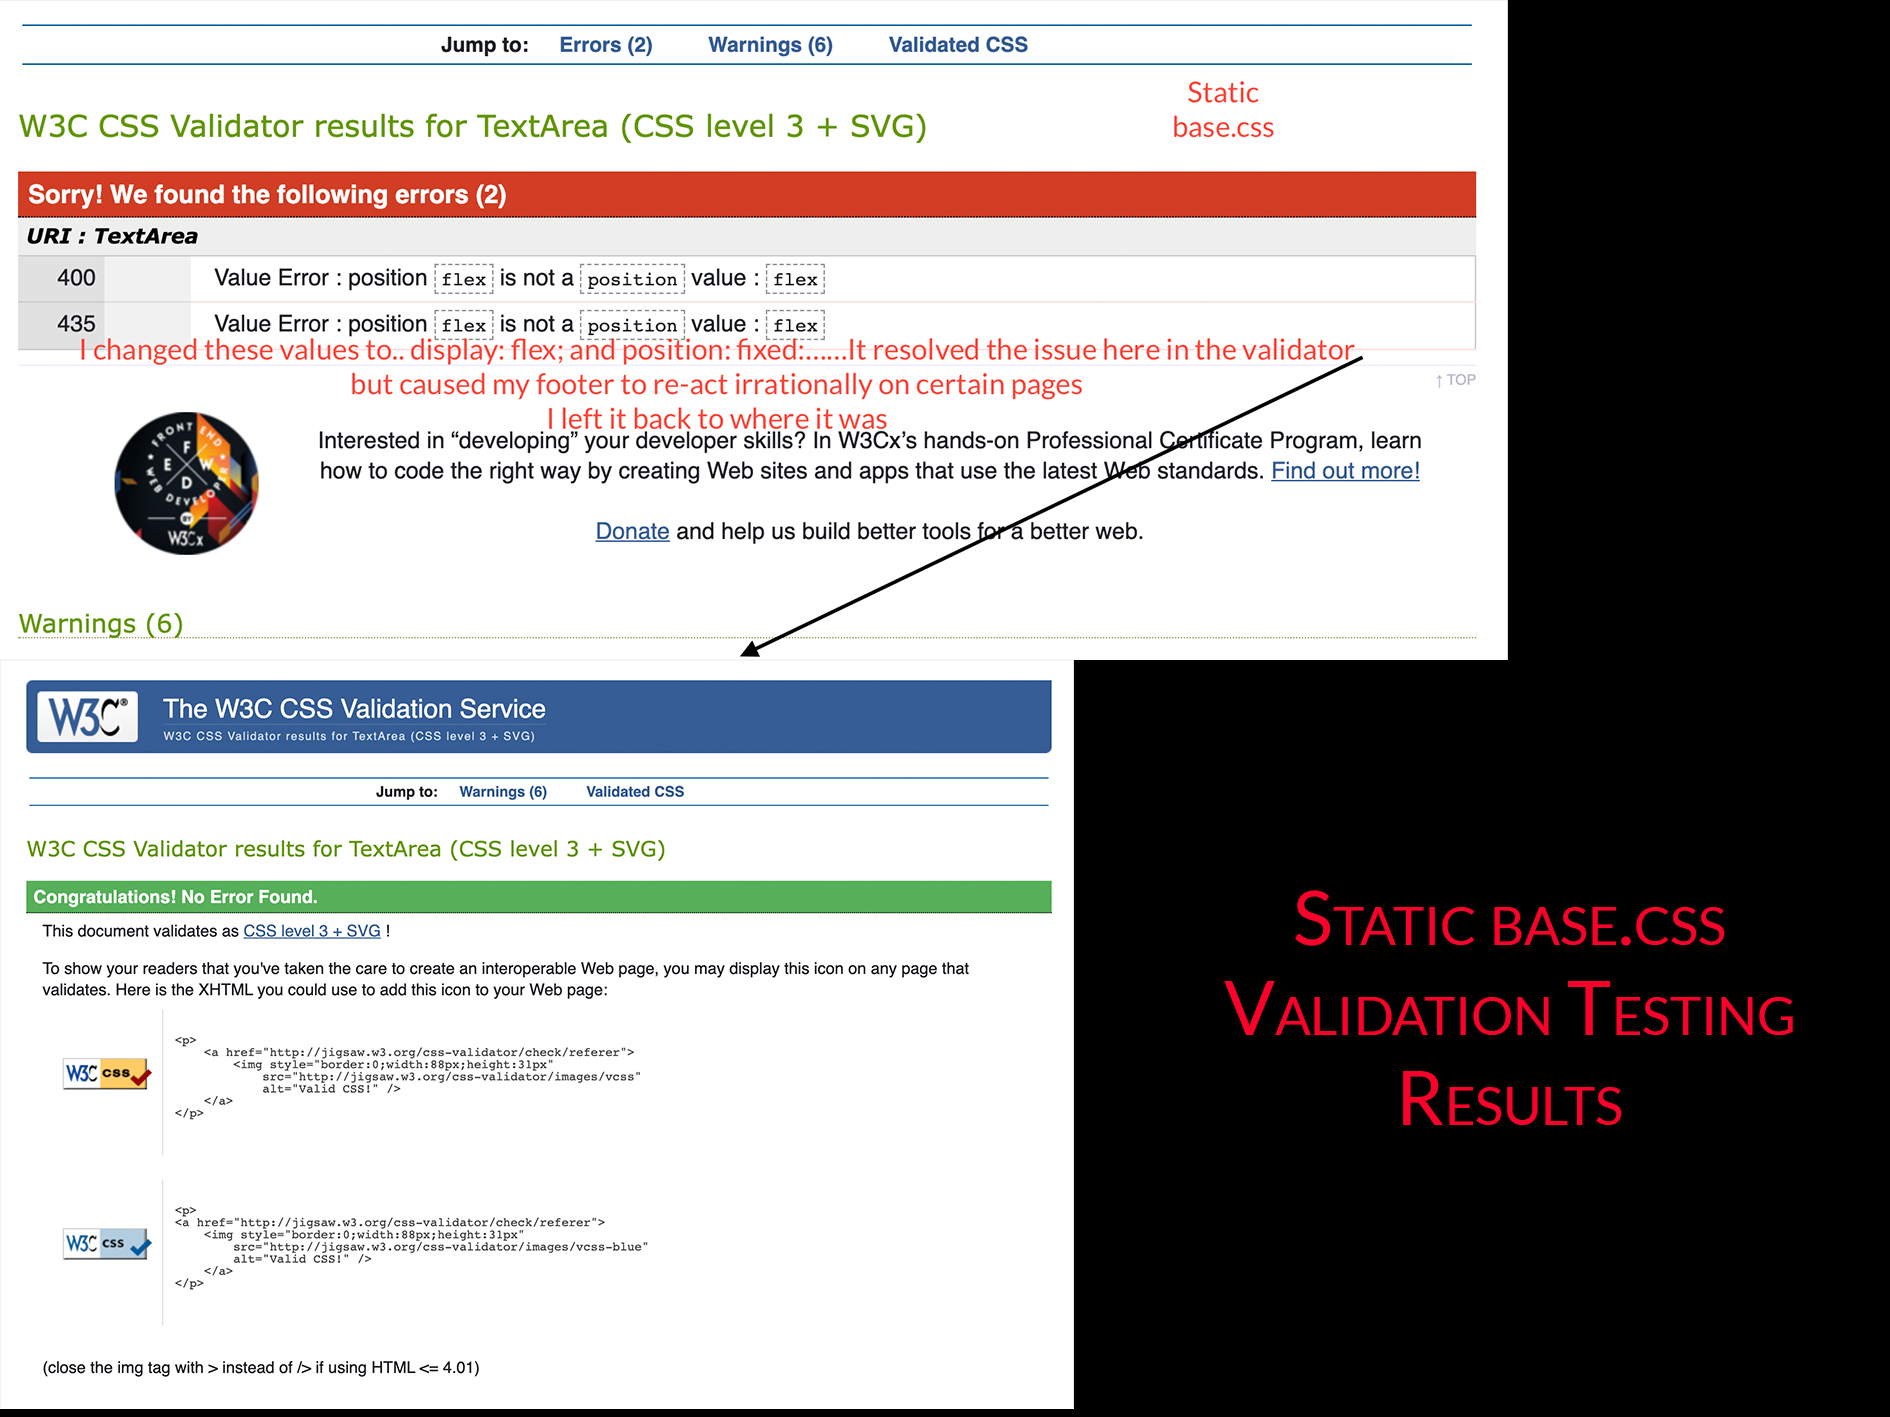 Jump to: Errors (2) Warnings (6) Validated CSS
Static
base.css
W3C CSS Validator results for TextArea (CSS level 3 + SVG)
Sorry! We found the following errors (2)
URI : TextArea
400 Value Error : position flex is not a position value : flex
435 Value Error : position flex is not a position value : flex
I changed these values to.. display: flex; and position: fixed:......It resolved the issue here in the validator
but caused my footer to re-act irrationally on certain pages
I left it back to where it was
↑ TOP
FRONT END
F
E W
D
WEB DEVELOPER
BY
W3Cx
Interested in “developing” your developer skills? In W3Cx’s hands-on Professional Certificate Program, learn
how to code the right way by creating Web sites and apps that use the latest Web standards. Find out more!
Donate and help us build better tools for a better web.
Warnings (6)
W3C® The W3C CSS Validation Service
W3C CSS Validator results for TextArea (CSS level 3 + SVG)
Jump to: Warnings (6) Validated CSS
W3C CSS Validator results for TextArea (CSS level 3 + SVG)
Congratulations! No Error Found.
This document validates as CSS level 3 + SVG !
To show your readers that you've taken the care to create an interoperable Web page, you may display this icon on any page that
validates. Here is the XHTML you could use to add this icon to your Web page:
W3C css
<p>
<a href="http://jigsaw.w3.org/css-validator/check/referer">
<img style="border:0;width:88px;height:31px"
src="http://jigsaw.w3.org/css-validator/images/vcss"
alt="Valid CSS!" />
</a>
</p>
W3C css
<p>
<a href="http://jigsaw.w3.org/css-validator/check/referer">
<img style="border:0;width:88px;height:31px"
src="http://jigsaw.w3.org/css-validator/images/vcss-blue"
alt="Valid CSS!" />
</a>
</p>
(close the img tag with > instead of /> if using HTML <= 4.01)
Static base.css
Validation Testing
Results